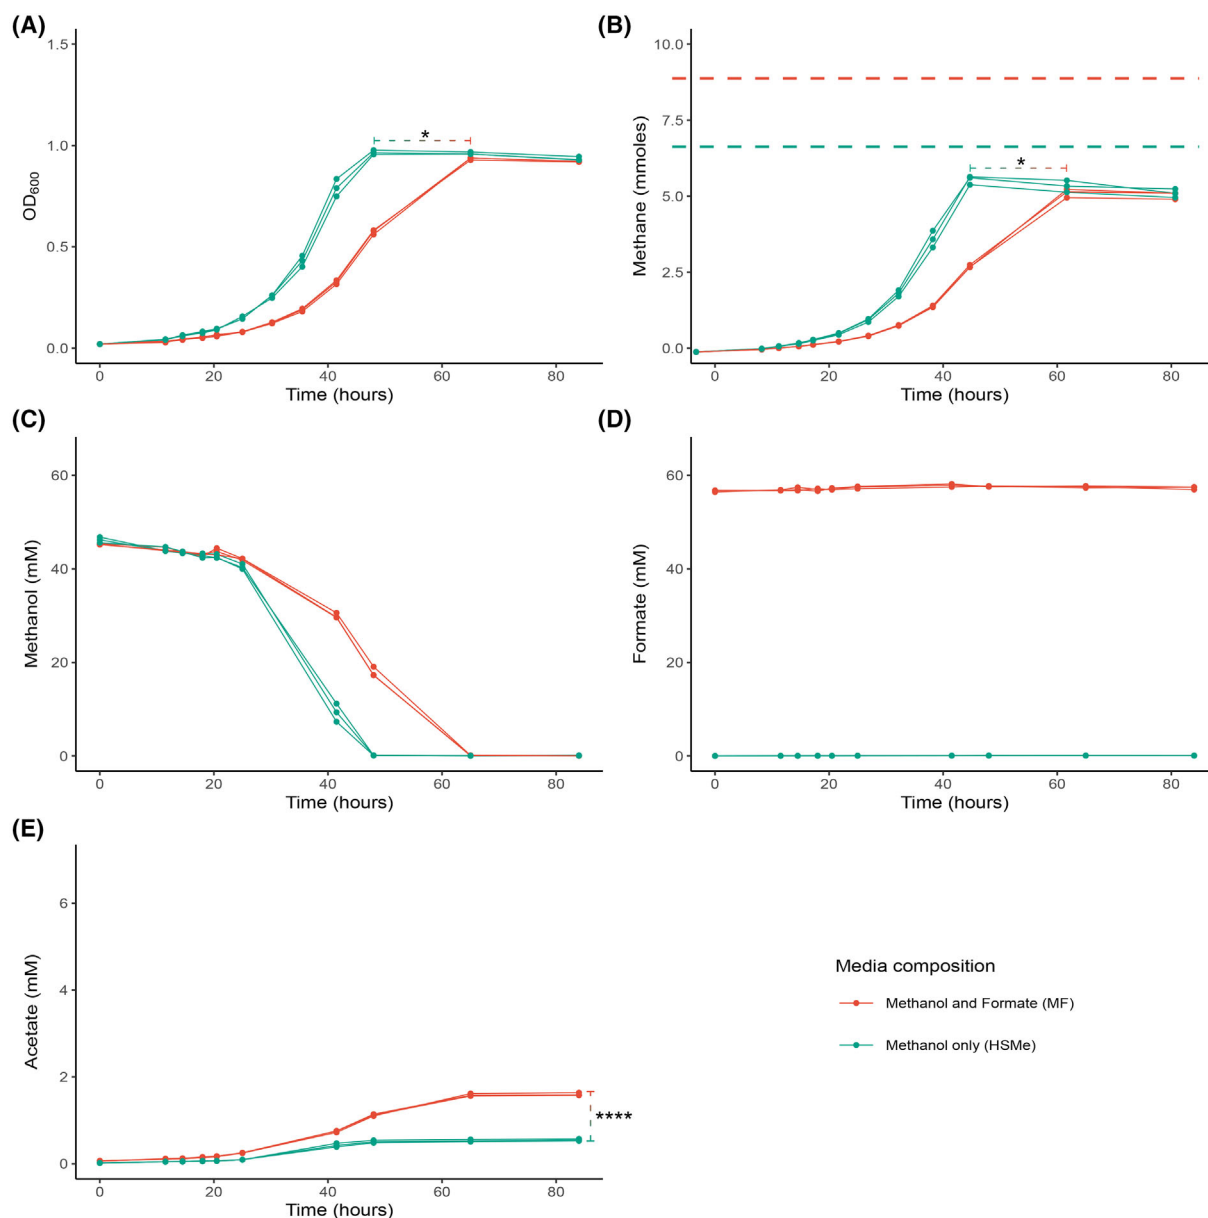 (A)
1.5
1.0
0.5
0.0
OD600
*
0 20 40 60 80
Time (hours)
(B)
10.0
7.5
5.0
2.5
0.0
Methane (mmoles)
*
0 20 40 60 80
Time (hours)
(C)
60
40
20
0
Methanol (mM)
0 20 40 60 80
Time (hours)
(D)
60
40
20
0
Formate (mM)
0 20 40 60 80
Time (hours)
(E)
6
4
2
0
Acetate (mM)
****
0 20 40 60 80
Time (hours)
Media composition
Methanol and Formate (MF)
Methanol only (HSMe)